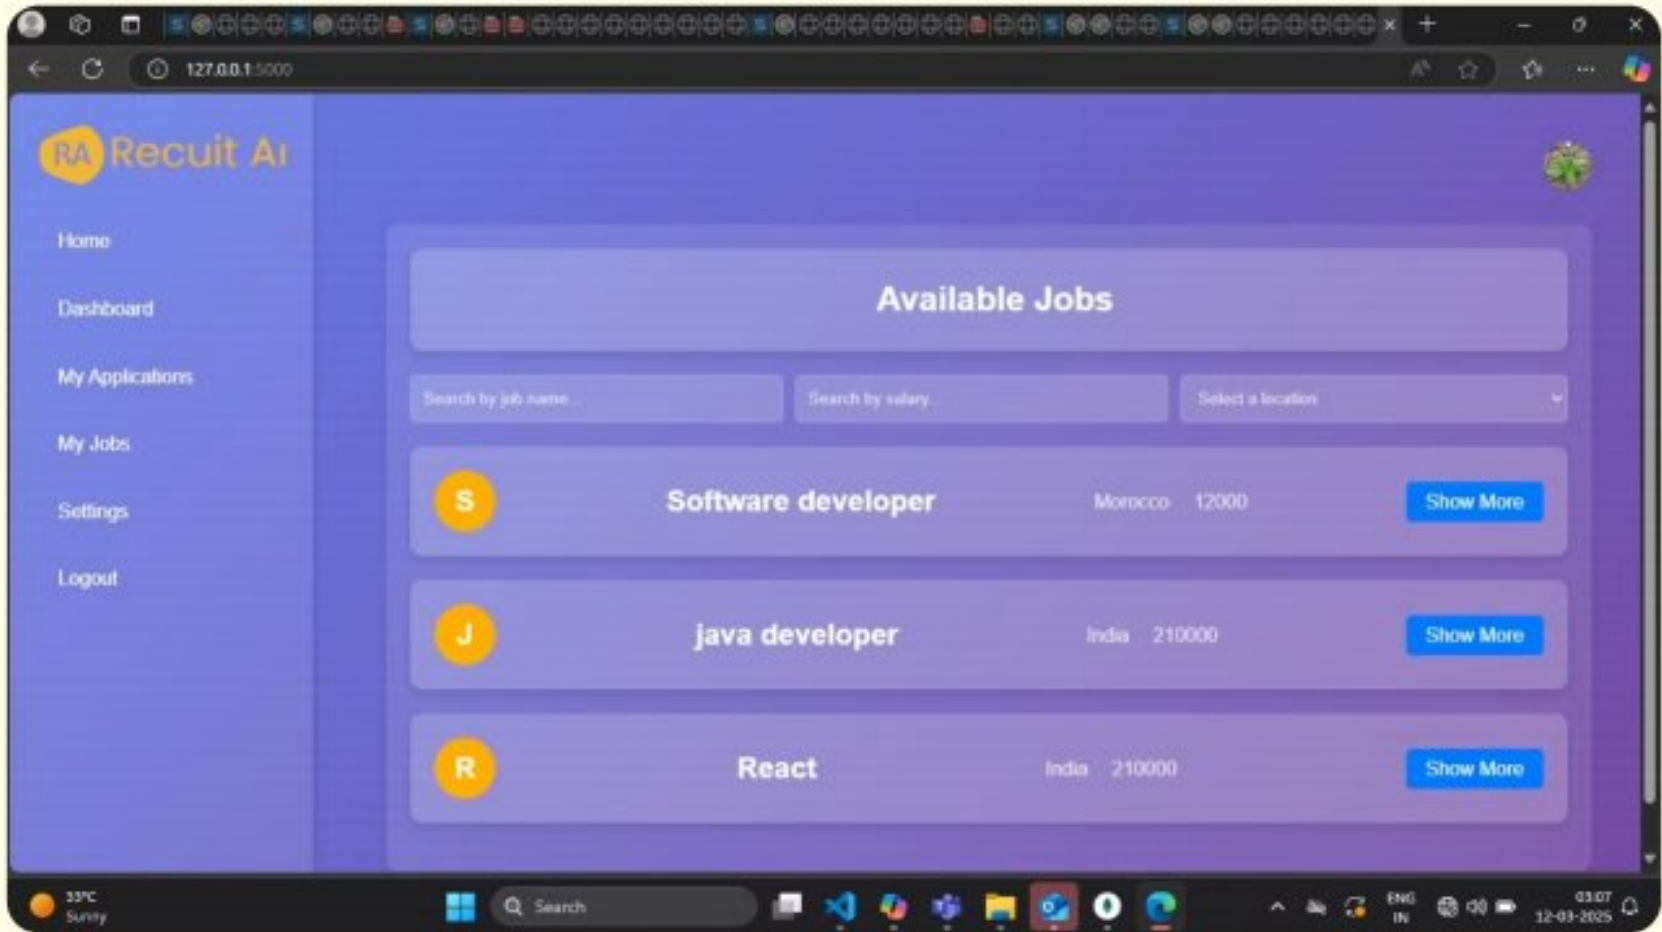 127.0.0.1:5000
RA Recuit AI
Home
Dashboard
My Applications
My Jobs
Settings
Logout
Available Jobs
Search by job name...
Search by salary...
Select a location
S Software developer Morocco 12000 Show More
J java developer India 210000 Show More
R React India 210000 Show More
33°C
Sunny
Search
ENG
IN
03:07
12-03-2025